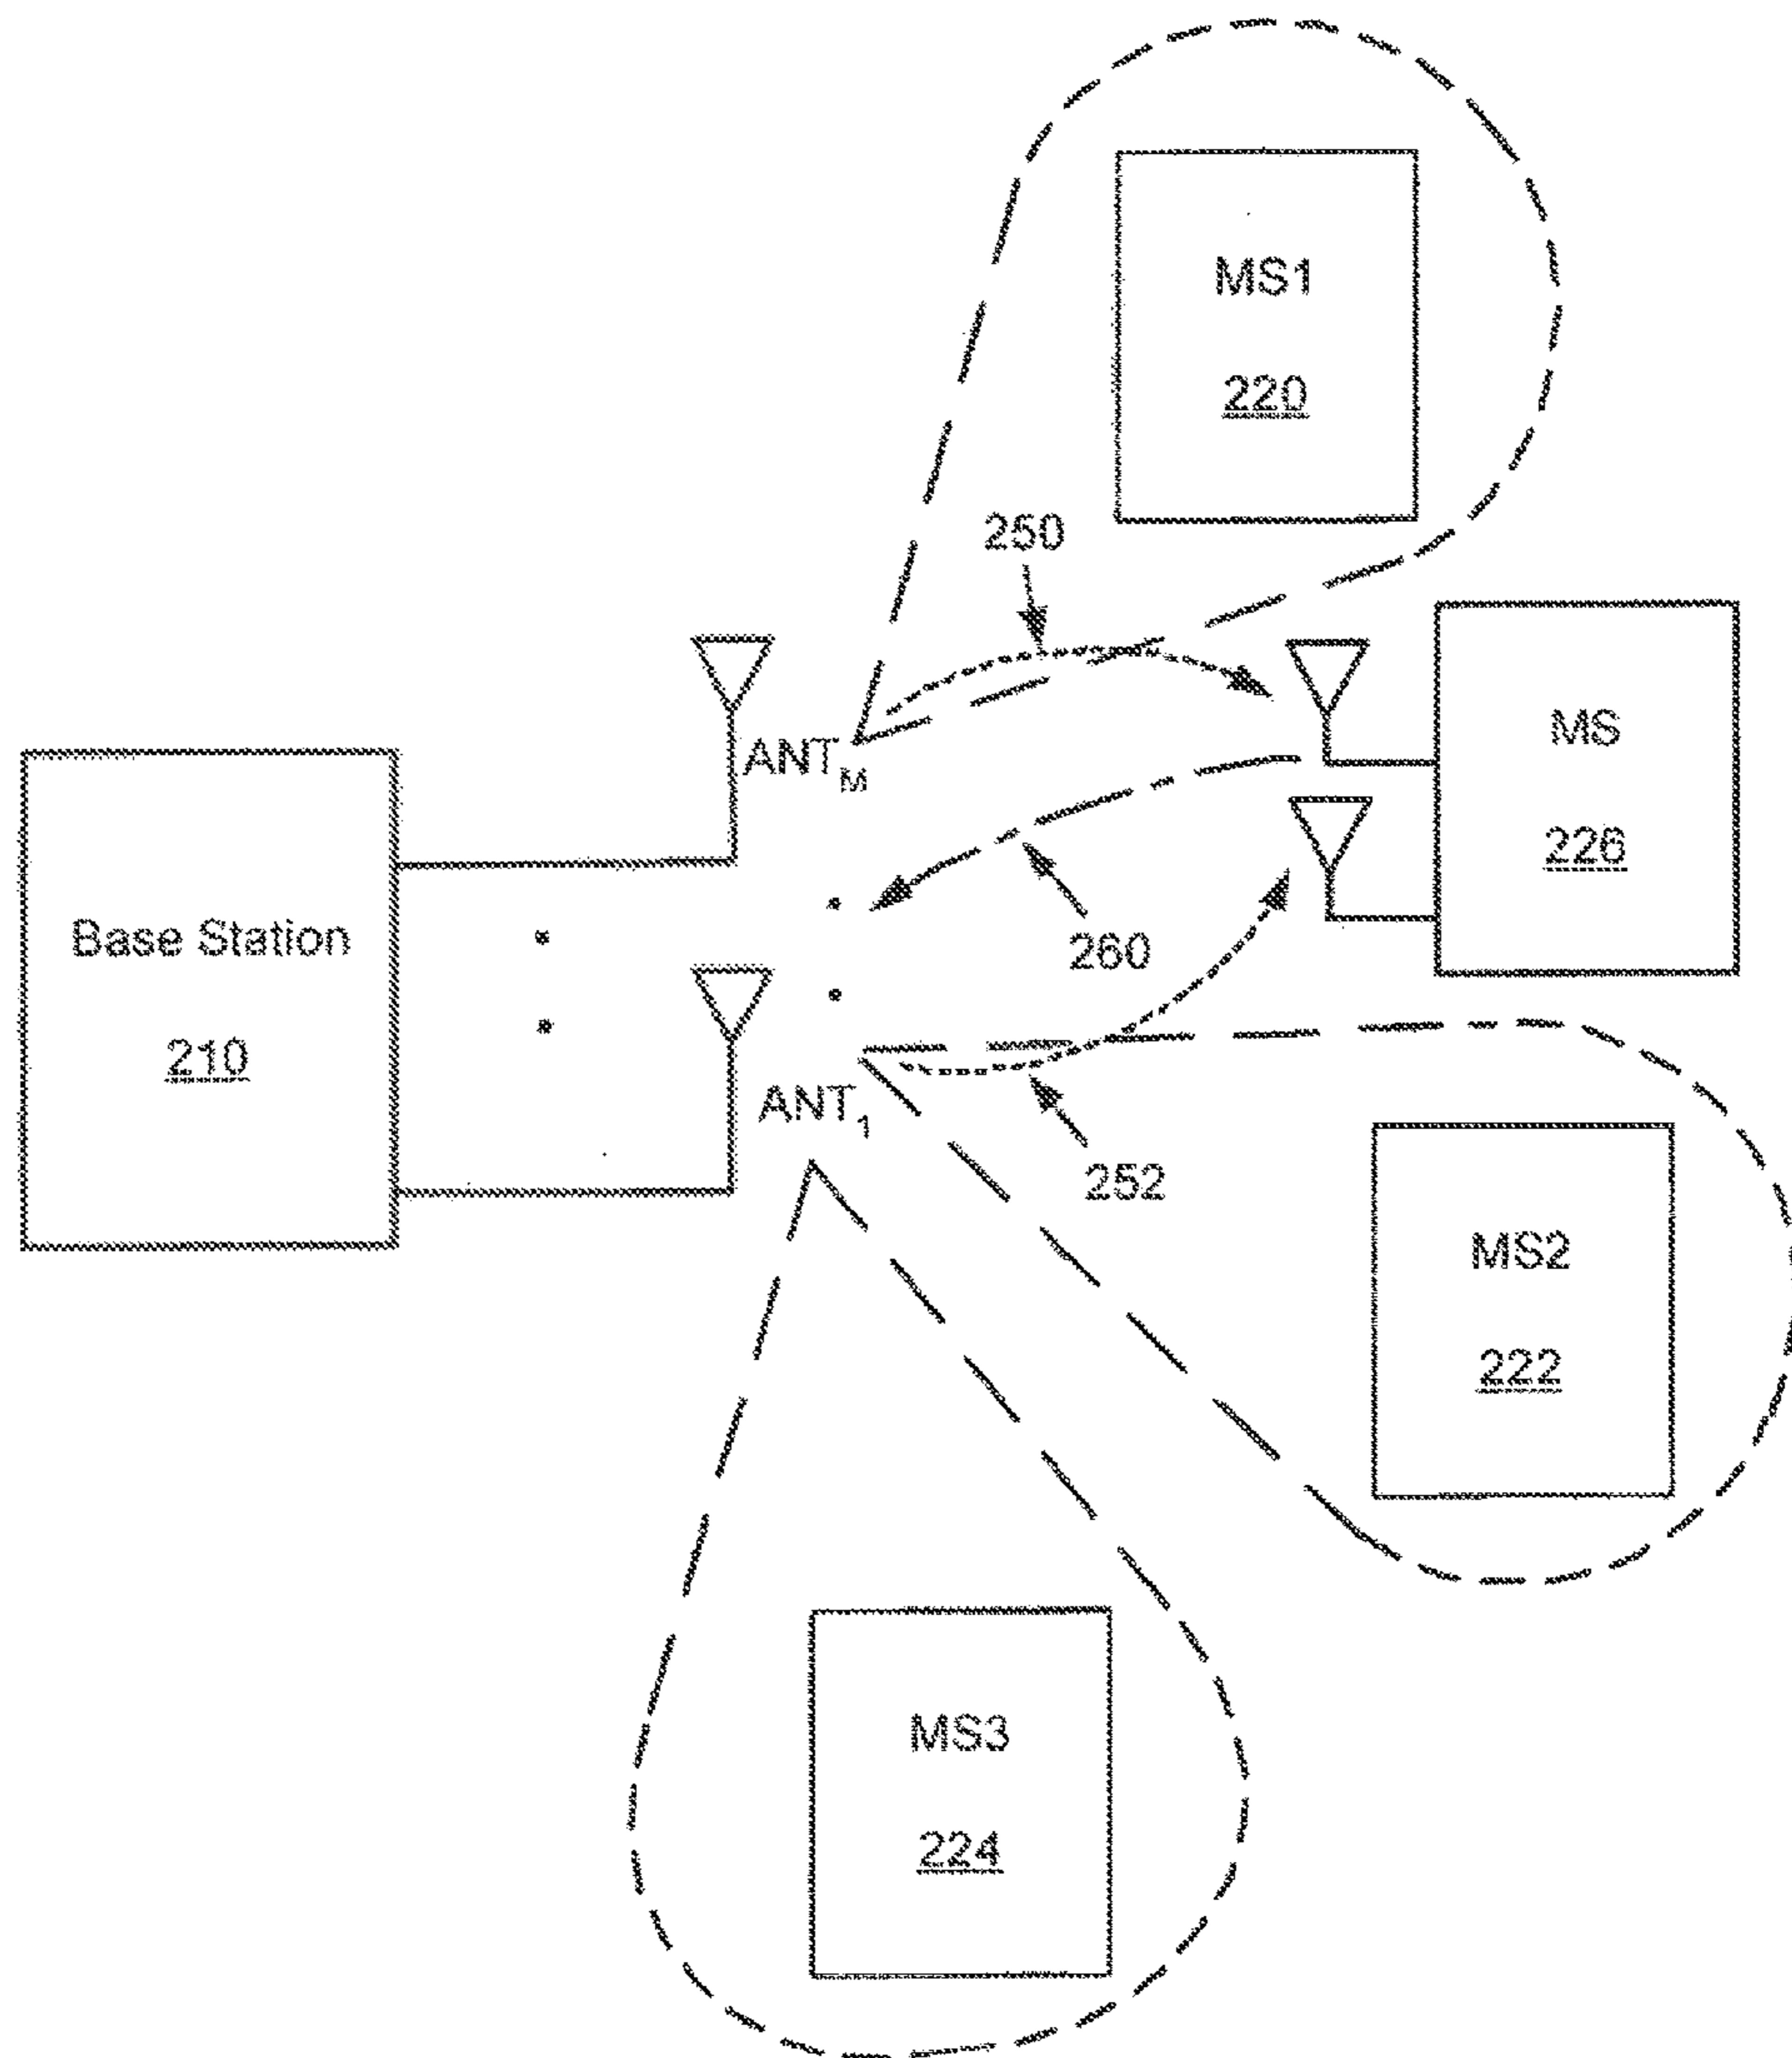 MS1
220
250
ANTM
MS
226
Base Station
210
260
ANT1
252
MS2
222
MS3
224